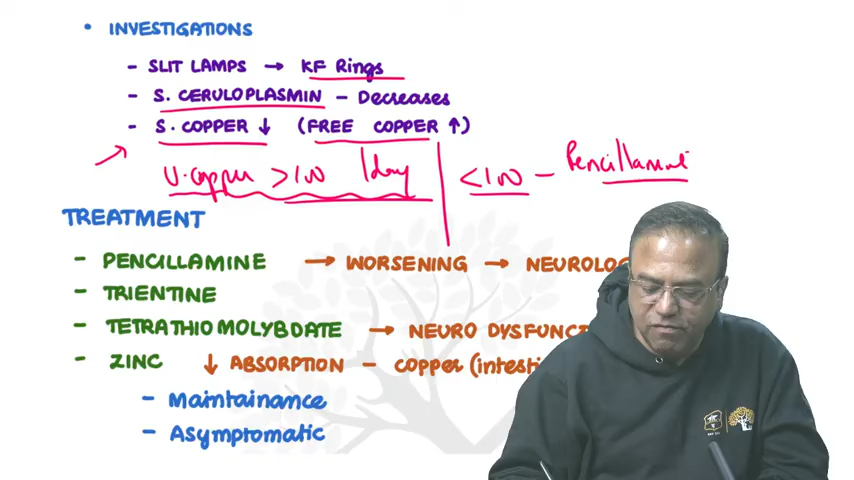 • INVESTIGATIONS
- SLIT LAMPS → KF Rings
- S. CERULOPLASMIN - Decreases
- S. COPPER ↓ (FREE COPPER ↑)
U. Copper > 100 /day | < 100 - Pencillamine
TREATMENT
- PENCILLAMINE → WORSENING → NEUROLO
- TRIENTINE
- TETRATHIOMOLYBDATE → NEURO DYSFUNCT
- ZINC ↓ ABSORPTION - copper (intesti
- Maintainance
- Asymptomatic